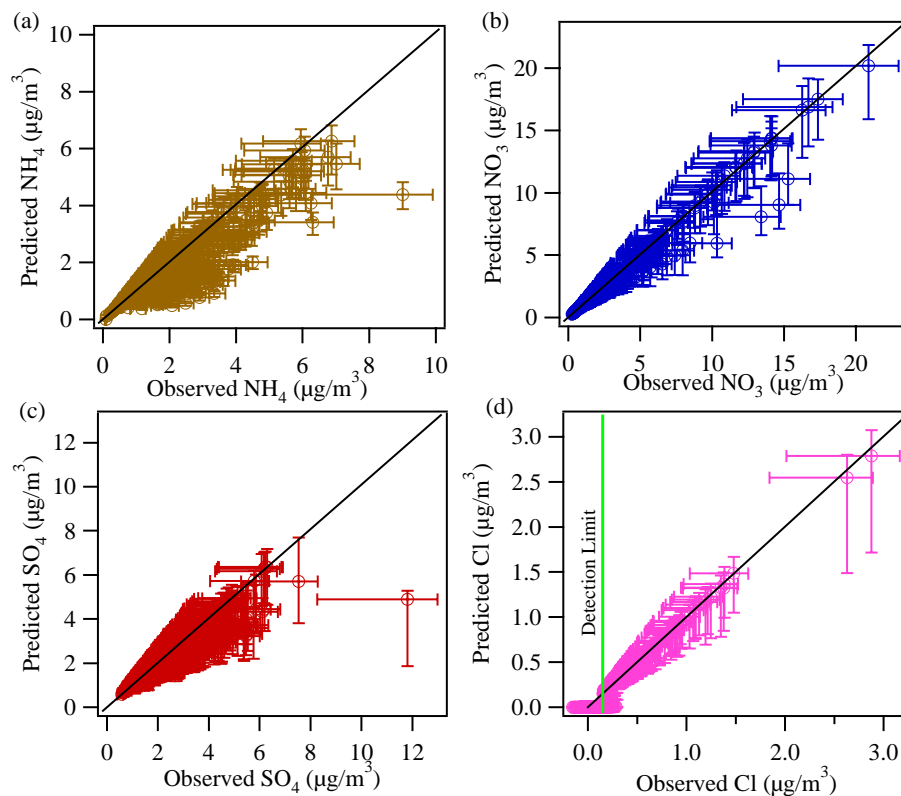 (a)
10
8
6
4
2
0
Predicted NH4 (μg/m3)
0 2 4 6 8 10
Observed NH4 (μg/m3)
(b)
20
15
10
5
0
Predicted NO3 (μg/m3)
0 5 10 15 20
Observed NO3 (μg/m3)
(c)
12
10
8
6
4
2
0
Predicted SO4 (μg/m3)
0 2 4 6 8 10 12
Observed SO4 (μg/m3)
(d)
3.0
2.5
2.0
1.5
1.0
0.5
0.0
Predicted Cl (μg/m3)
Detection Limit
0.0 1.0 2.0 3.0
Observed Cl (μg/m3)